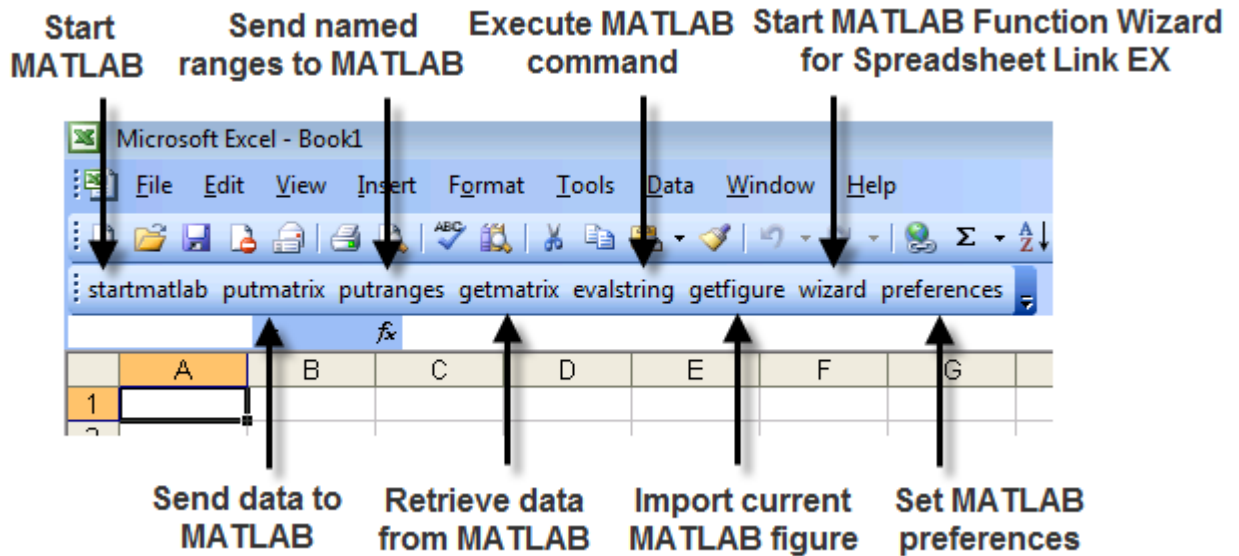 Start MATLAB
Send named ranges to MATLAB
Execute MATLAB command
Start MATLAB Function Wizard for Spreadsheet Link EX
Microsoft Excel - Book1
File Edit View Insert Format Tools Data Window Help
ABC Σ A Z
startmatlab putmatrix putranges getmatrix evalstring getfigure wizard preferences
fx
A B C D E F G
1
Send data to MATLAB
Retrieve data from MATLAB
Import current MATLAB figure
Set MATLAB preferences